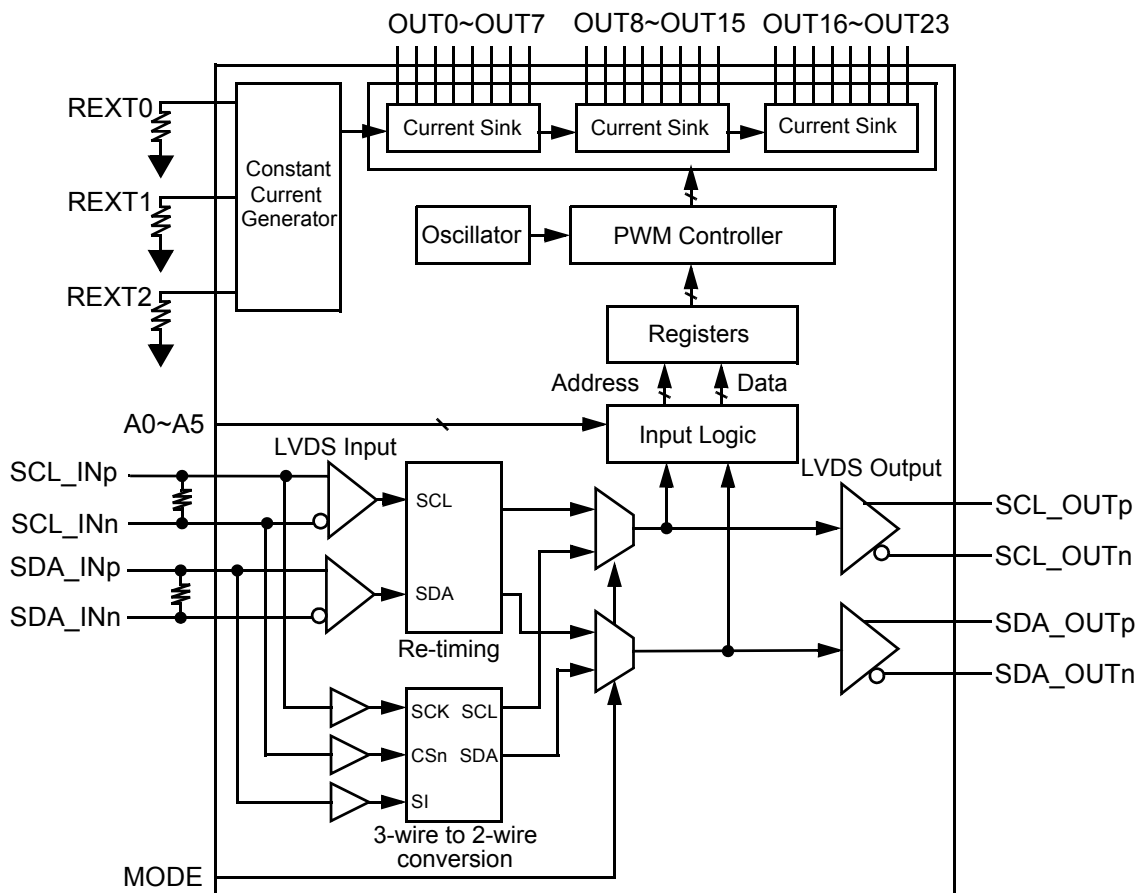 OUT0~OUT7
OUT8~OUT15
OUT16~OUT23
REXT0
REXT1
REXT2
Constant
Current
Generator
Current Sink
Current Sink
Current Sink
Oscillator
PWM Controller
Registers
Address
Data
A0~A5
Input Logic
LVDS Input
LVDS Output
SCL_INp
SCL_INn
SDA_INp
SDA_INn
SCL
SDA
Re-timing
SCL_OUTp
SCL_OUTn
SDA_OUTp
SDA_OUTn
SCK
SCL
CSn
SDA
SI
3-wire to 2-wire
conversion
MODE